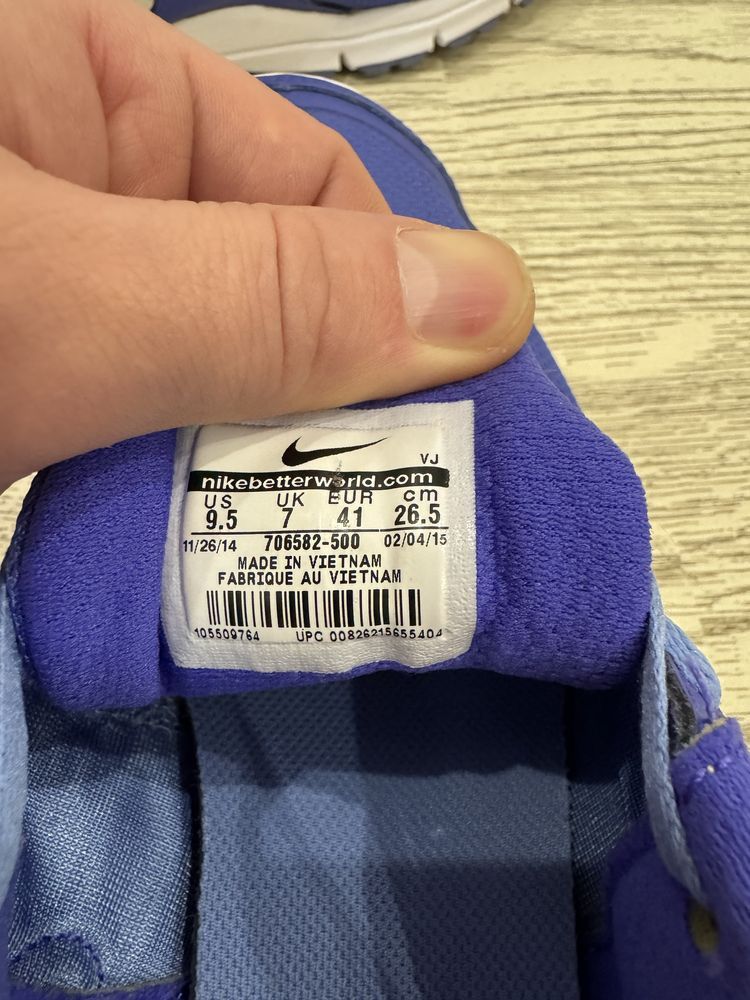 VJ
nikebetterworld.com
US UK EUR cm
9.5 7 41 26.5
11/26/14 706582-500 02/04/15
MADE IN VIETNAM
FABRIQUE AU VIETNAM
105509764 UPC 00826215655404